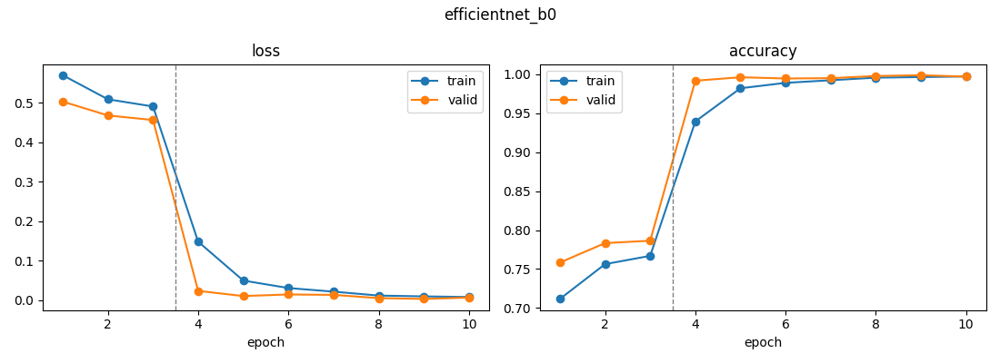 efficientnet_b0
loss
train
valid
0.5
0.4
0.3
0.2
0.1
0.0
2 4 6 8 10
epoch
accuracy
train
valid
1.00
0.95
0.90
0.85
0.80
0.75
0.70
2 4 6 8 10
epoch